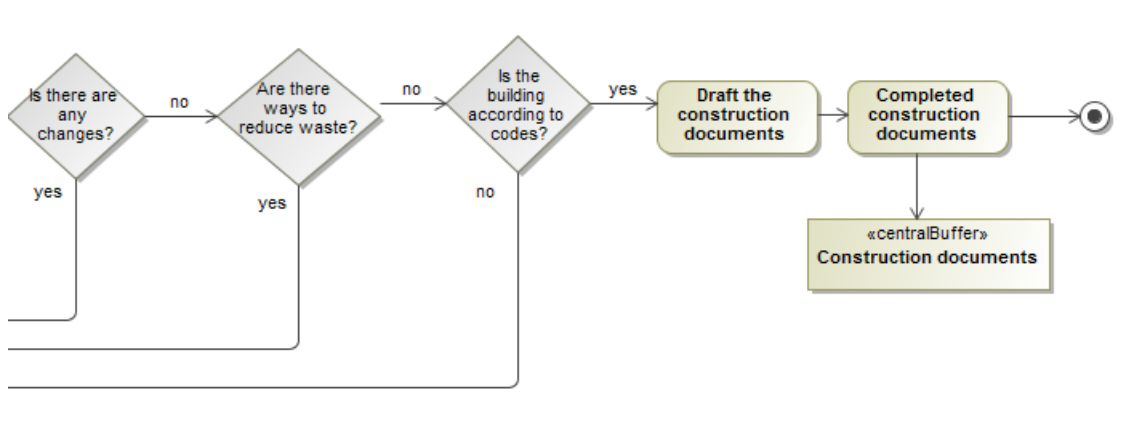 Is there are
any
changes?
no
Are there
ways to
reduce waste?
no
Is the
building
according to
codes?
yes
Draft the
construction
documents
Completed
construction
documents
yes
yes
no
«centralBuffer»
Construction documents